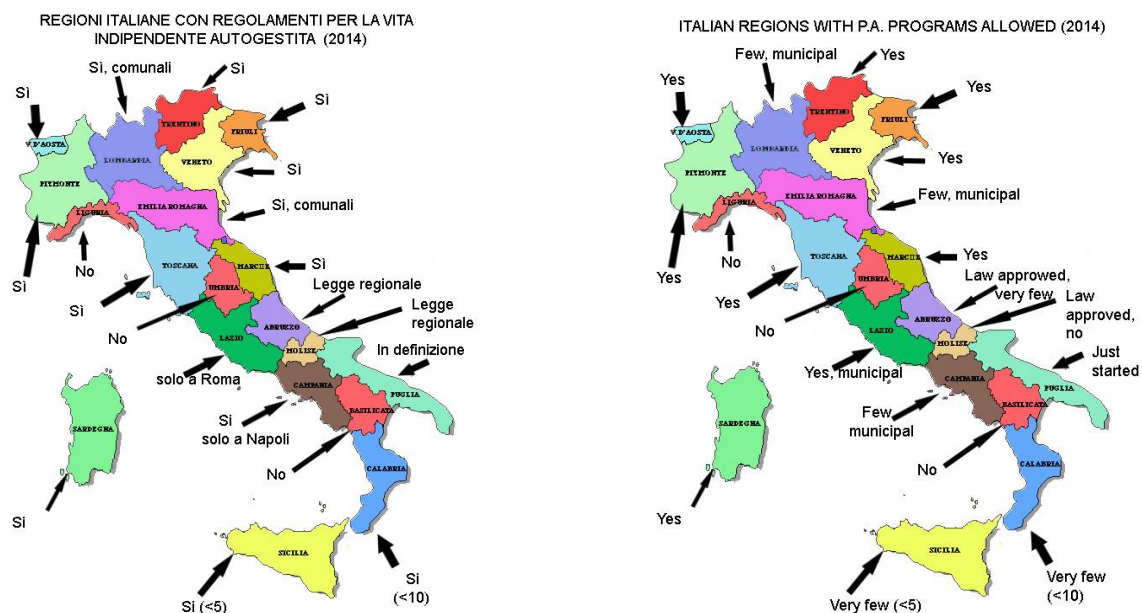 REGIONI ITALIANE CON REGOLAMENTI PER LA VITA
INDIPENDENTE AUTOGESTITA (2014)
Sì, comunali
Sì
Sì
Sì
V. D'AOSTA
TRENTINO
FRIULI
LOMBARDIA
VENETO
Sì
PIEMONTE
EMILIA ROMAGNA
Si, comunali
LIGURIA
No
Sì
TOSCANA
MARCHE
Sì
UMBRIA
Legge regionale
Sì
Legge
regionale
No
ABRUZZO
LAZIO
In definizione
MOLISE
solo a Roma
CAMPANIA
PUGLIA
BASILICATA
Si
solo a Napoli
SARDEGNA
No
CALABRIA
Sì
SICILIA
Si (<5)
Si
(<10)
ITALIAN REGIONS WITH P.A. PROGRAMS ALLOWED (2014)
Few, municipal
Yes
Yes
Yes
V. D'AOSTA
TRENTINO
FRIULI
LOMBARDIA
VENETO
Yes
PIEMONTE
EMILIA ROMAGNA
Few, municipal
LIGURIA
No
Yes
TOSCANA
MARCHE
Yes
UMBRIA
Yes
Law approwed,
very few
Law
approved,
no
No
ABRUZZO
LAZIO
MOLISE
Just
started
Yes, municipal
CAMPANIA
PUGLIA
BASILICATA
Few
municipal
SARDEGNA
No
CALABRIA
Yes
SICILIA
Very few (<5)
Very few
(<10)